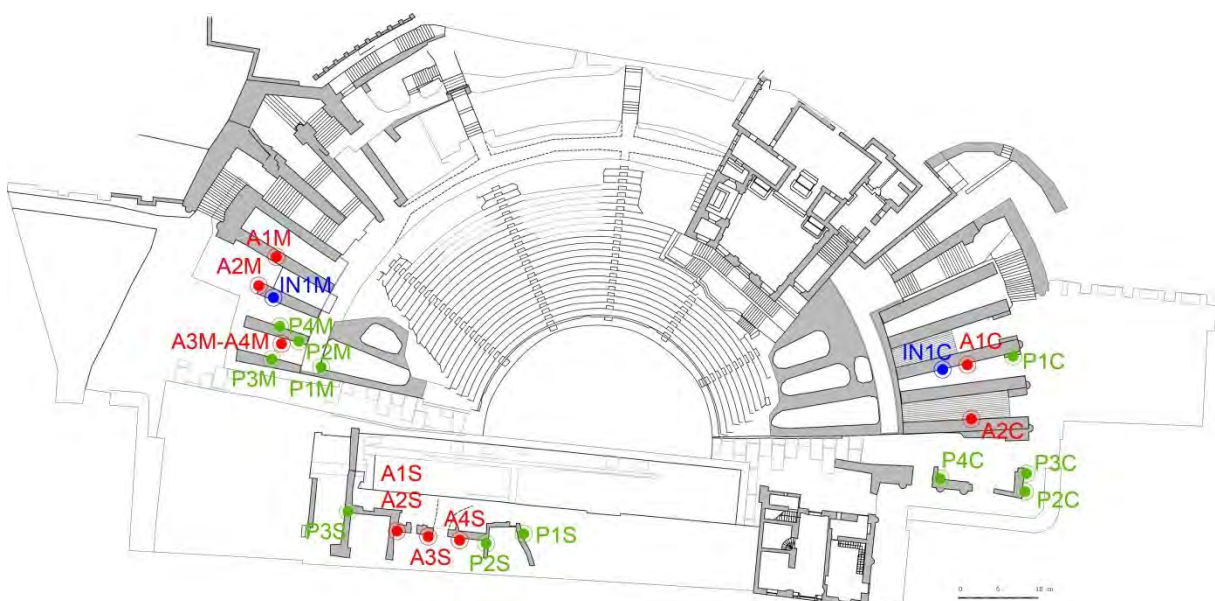 A1M
A2M
IN1M
P4M
A3M-A4M
P2M
P3M
P1M
IN1C
A1C
P1C
A2C
P4C
P3C
P2C
A1S
A2S
P3S
A4S
A3S
P2S
P1S
0